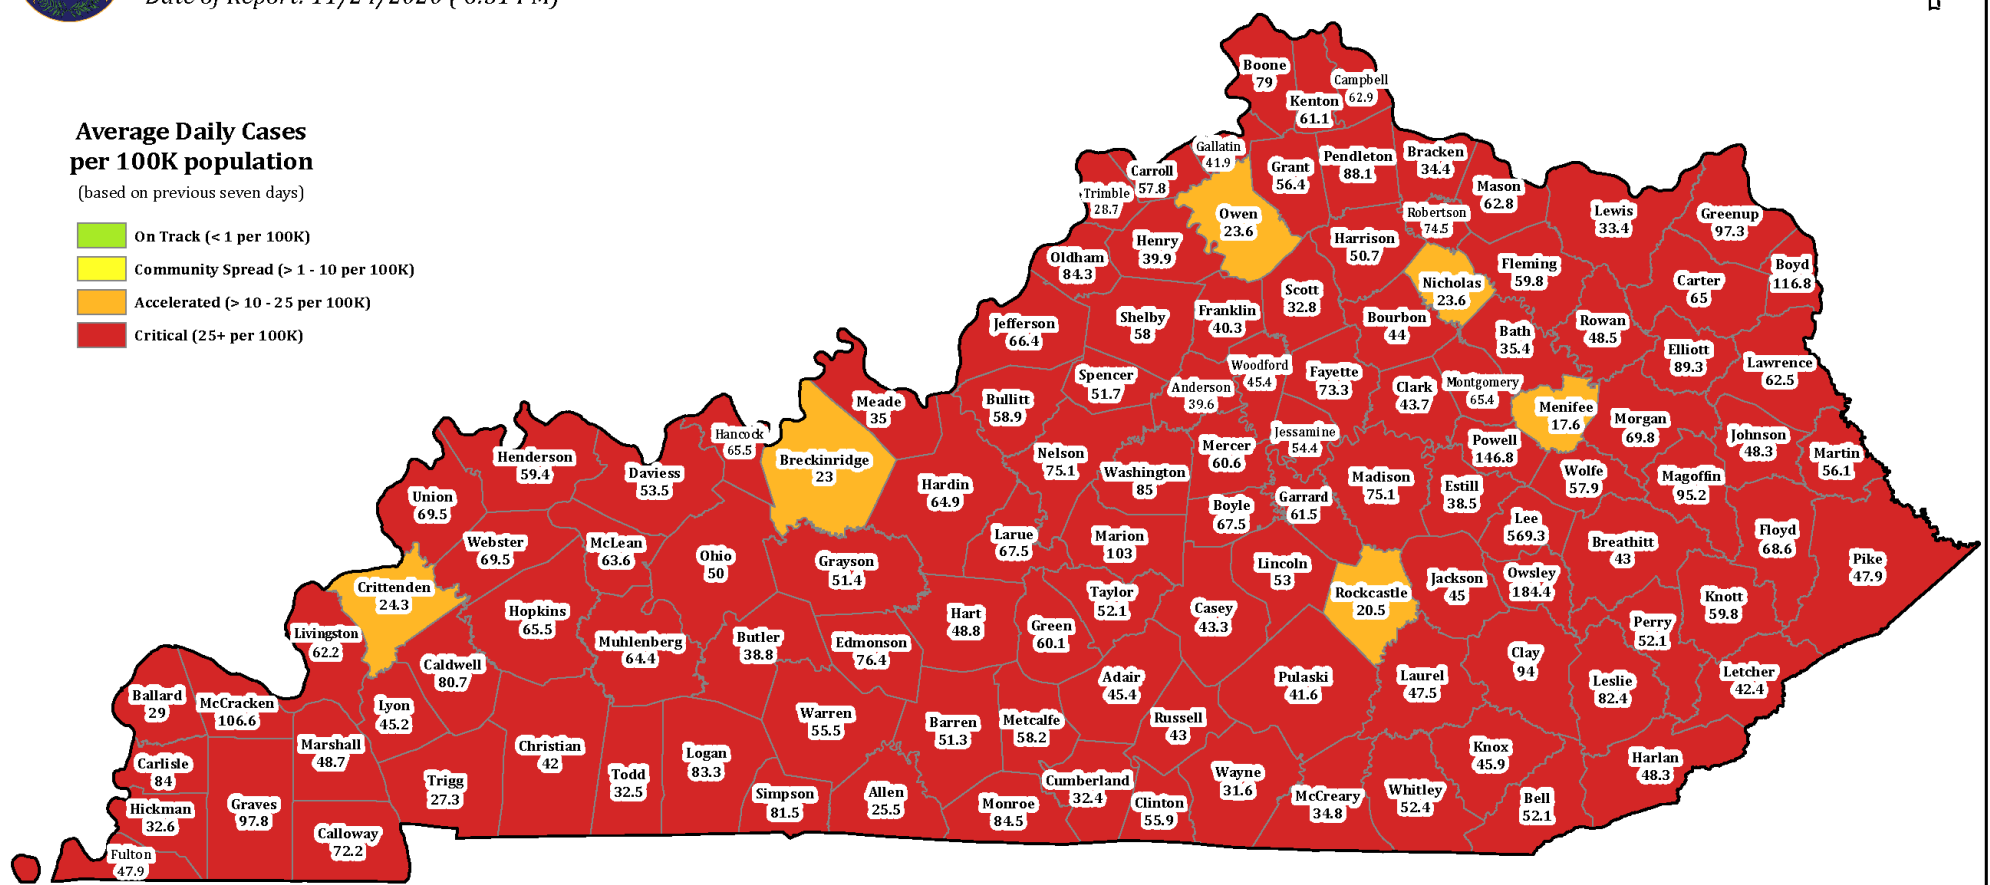 Date of Report: 11/24/2020 ( 6:31 PM)
Average Daily Cases
per 100K population
(based on previous seven days)
On Track (< 1 per 100K)
Community Spread (> 1 - 10 per 100K)
Accelerated (> 10 - 25 per 100K)
Critical (25+ per 100K)
Boone
79
Campbell
62.9
Kenton
61.1
Gallatin
41.9
Carroll
57.8
Trimble
28.7
Grant
56.4
Pendleton
88.1
Bracken
34.4
Mason
62.8
Owen
23.6
Robertson
74.5
Lewis
33.4
Greenup
97.3
Henry
39.9
Oldham
84.3
Harrison
50.7
Nicholas
23.6
Fleming
59.8
Carter
65
Boyd
116.8
Jefferson
66.4
Shelby
58
Franklin
40.3
Scott
32.8
Bourbon
44
Bath
35.4
Rowan
48.5
Elliott
89.3
Lawrence
62.5
Meade
35
Bullitt
58.9
Spencer
51.7
Anderson
39.6
Woodford
45.4
Fayette
73.3
Clark
43.7
Montgomery
65.4
Menifee
17.6
Morgan
69.8
Johnson
48.3
Martin
56.1
Hancock
65.5
Breckinridge
23
Henderson
59.4
Daviess
53.5
Union
69.5
Hardin
64.9
Nelson
75.1
Washington
85
Mercer
60.6
Jessamine
54.4
Madison
75.1
Powell
146.8
Estill
38.5
Wolfe
57.9
Magoffin
95.2
Boyle
67.5
Garrard
61.5
Lee
569.3
Breathitt
43
Floyd
68.6
Pike
47.9
Webster
69.5
McLean
63.6
Ohio
50
Grayson
51.4
Larue
67.5
Marion
103
Lincoln
53
Rockcastle
20.5
Jackson
45
Owsley
184.4
Knott
59.8
Perry
52.1
Crittenden
24.3
Livingston
62.2
Hopkins
65.5
Muhlenberg
64.4
Butler
38.8
Edmonson
76.4
Hart
48.8
Green
60.1
Taylor
52.1
Casey
43.3
Caldwell
80.7
Clay
94
Leslie
82.4
Letcher
42.4
Adair
45.4
Pulaski
41.6
Laurel
47.5
Ballard
29
McCracken
106.6
Lyon
45.2
Marshall
48.7
Warren
55.5
Barren
51.3
Metcalfe
58.2
Russell
43
Knox
45.9
Harlan
48.3
Carlisle
84
Christian
42
Trigg
27.3
Todd
32.5
Logan
83.3
Simpson
81.5
Allen
25.5
Monroe
84.5
Cumberland
32.4
Clinton
55.9
Wayne
31.6
McCreary
34.8
Whitley
52.4
Bell
52.1
Hickman
32.6
Graves
97.8
Calloway
72.2
Fulton
47.9